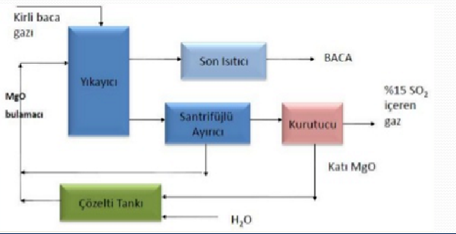 Kirli baca
gazı
Yıkayıcı
Son Isıtıcı
BACA
MgO
bulamacı
Santrifüjlü
Ayırıcı
Kurutucu
%15 SO₂
içeren
gaz
Katı MgO
Çözelti Tankı
H₂O